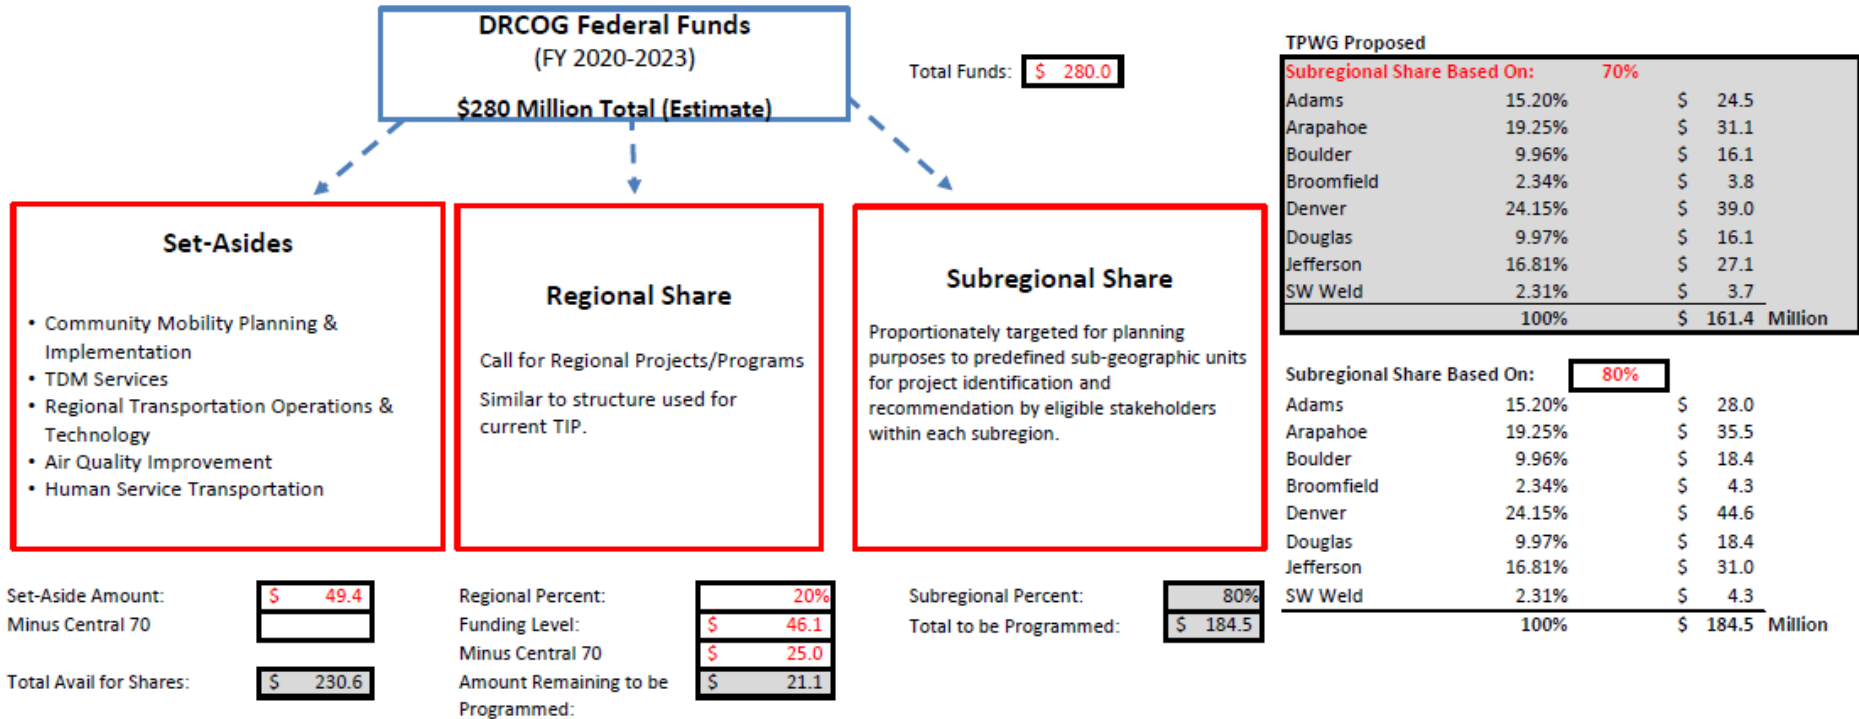 DRCOG Federal Funds
(FY 2020-2023)
$280 Million Total (Estimate)
Total Funds: $ 280.0
Set-Asides
• Community Mobility Planning &
Implementation
• TDM Services
• Regional Transportation Operations &
Technology
• Air Quality Improvement
• Human Service Transportation
Regional Share
Call for Regional Projects/Programs
Similar to structure used for
current TIP.
Subregional Share
Proportionately targeted for planning
purposes to predefined sub-geographic units
for project identification and
recommendation by eligible stakeholders
within each subregion.
Set-Aside Amount: $ 49.4
Minus Central 70
Total Avail for Shares: $ 230.6
Regional Percent: 20%
Funding Level: $ 46.1
Minus Central 70 $ 25.0
Amount Remaining to be $ 21.1
Programmed:
Subregional Percent: 80%
Total to be Programmed: $ 184.5
TPWG Proposed
Subregional Share Based On: 70%
Adams 15.20% $ 24.5
Arapahoe 19.25% $ 31.1
Boulder 9.96% $ 16.1
Broomfield 2.34% $ 3.8
Denver 24.15% $ 39.0
Douglas 9.97% $ 16.1
Jefferson 16.81% $ 27.1
SW Weld 2.31% $ 3.7
100% $ 161.4 Million
Subregional Share Based On: 80%
Adams 15.20% $ 28.0
Arapahoe 19.25% $ 35.5
Boulder 9.96% $ 18.4
Broomfield 2.34% $ 4.3
Denver 24.15% $ 44.6
Douglas 9.97% $ 18.4
Jefferson 16.81% $ 31.0
SW Weld 2.31% $ 4.3
100% $ 184.5 Million